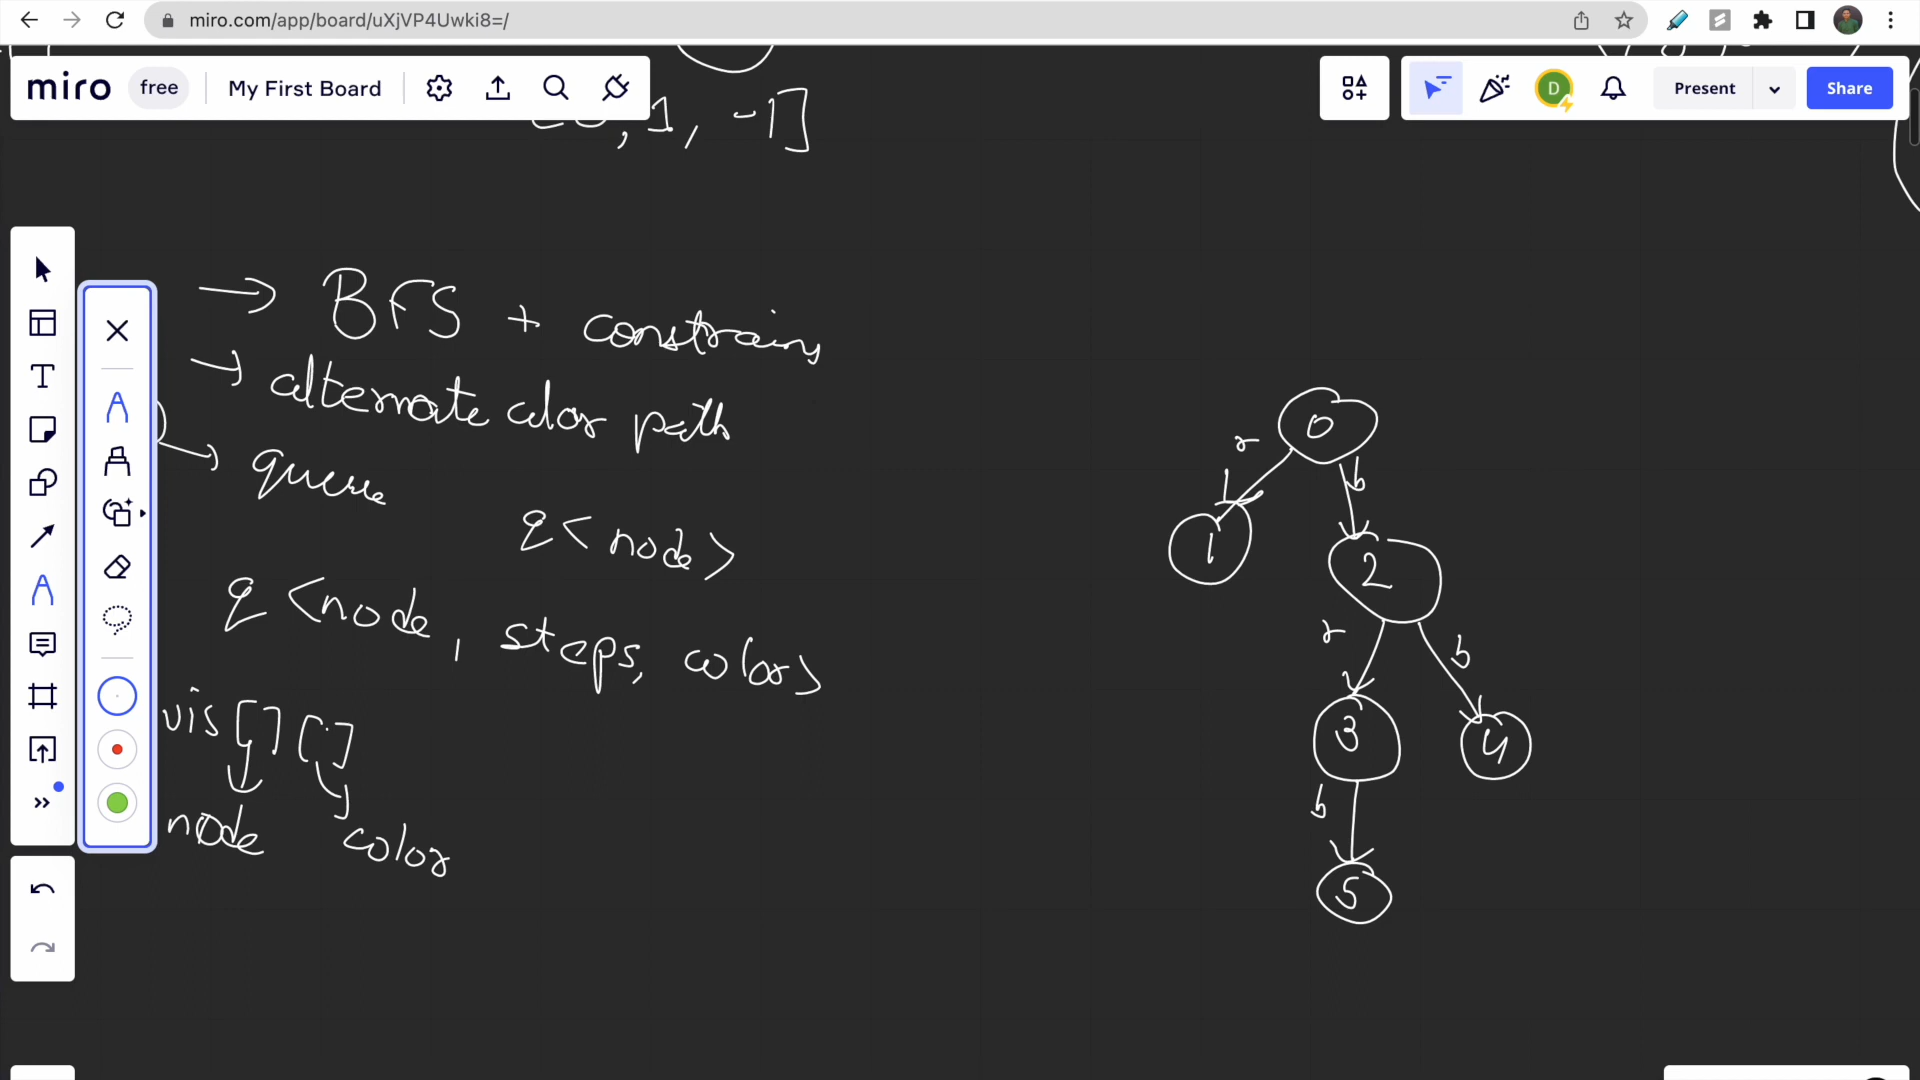 miro.com/app/board/uXjVP4Uwki8=/
miro free My First Board
D Present Share
, 1, -1]
→ BFS + constrains
→ alternate color path
→ queue
q<node>
q <node, steps, color>
vis[][]
node color
0
r b
1 2
r b
3 4
b
5
T